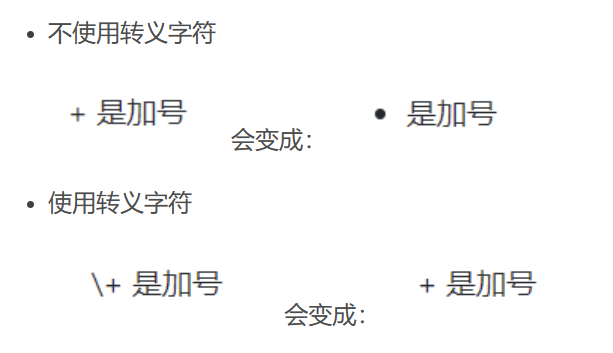 不使用转义字符
+ 是加号 会变成： • 是加号
使用转义字符
\+ 是加号 会变成： + 是加号